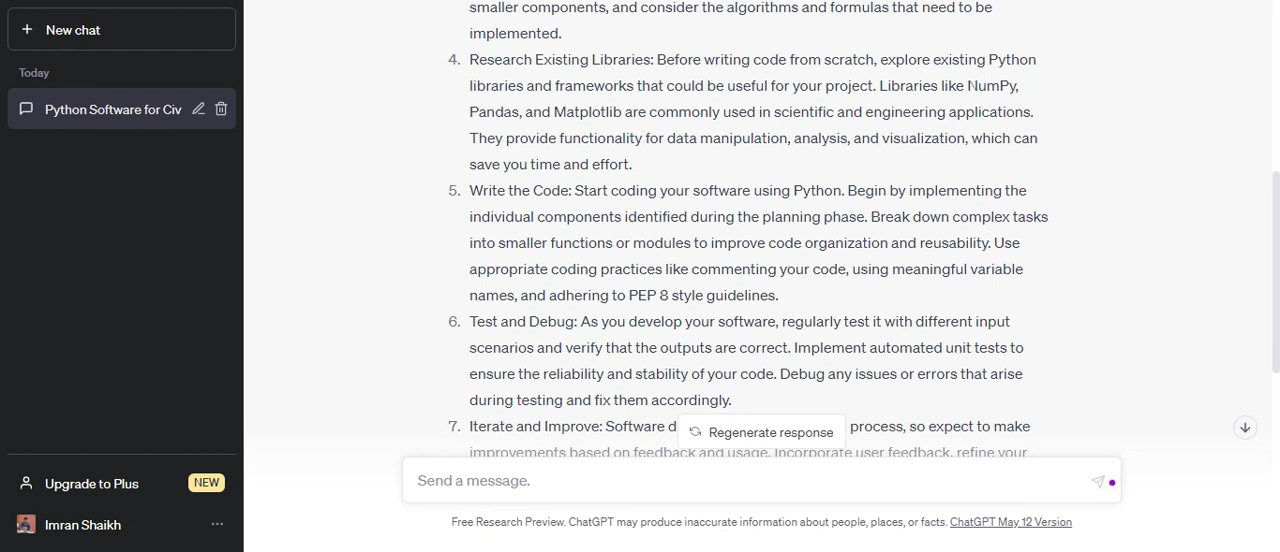 New chat
Today
Python Software for Civ
Upgrade to Plus NEW
Imran Shaikh
smaller components, and consider the algorithms and formulas that need to be
implemented.
4. Research Existing Libraries: Before writing code from scratch, explore existing Python
libraries and frameworks that could be useful for your project. Libraries like NumPy,
Pandas, and Matplotlib are commonly used in scientific and engineering applications.
They provide functionality for data manipulation, analysis, and visualization, which can
save you time and effort.
5. Write the Code: Start coding your software using Python. Begin by implementing the
individual components identified during the planning phase. Break down complex tasks
into smaller functions or modules to improve code organization and reusability. Use
appropriate coding practices like commenting your code, using meaningful variable
names, and adhering to PEP 8 style guidelines.
6. Test and Debug: As you develop your software, regularly test it with different input
scenarios and verify that the outputs are correct. Implement automated unit tests to
ensure the reliability and stability of your code. Debug any issues or errors that arise
during testing and fix them accordingly.
7. Iterate and Improve: Software d process, so expect to make
Regenerate response
improvements based on feedback and usage. Incorporate user feedback, refine your
Send a message.
Free Research Preview. ChatGPT may produce inaccurate information about people, places, or facts. ChatGPT May 12 Version